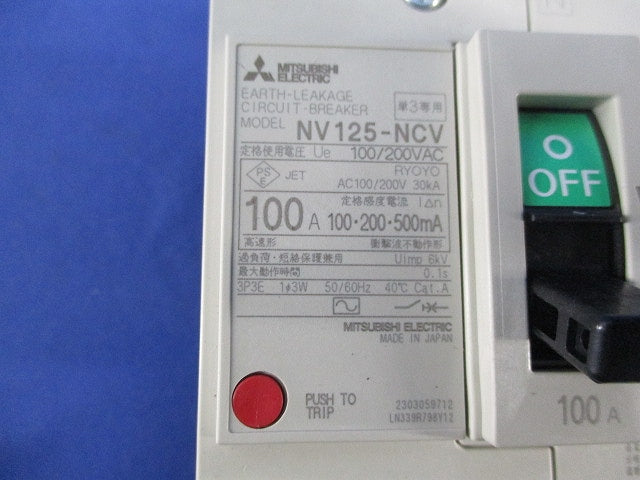 MITSUBISHI
ELECTRIC
EARTH-LEAKAGE
CIRCUIT-BREAKER 単3専用
MODEL NV125-NCV
定格使用電圧 Ue 100/200VAC
PS E JET RYOYO
AC100/200V 30kA
定格感度電流 I△n
100A 100・200・500mA
高速形 衝撃波不動作形
過負荷・短絡保護兼用 Uimp 6kV
最大動作時間 0.1s
3P3E 1ϕ3W 50/60Hz 40℃ Cat.A
MITSUBISHI ELECTRIC
MADE IN JAPAN
PUSH TO
TRIP
2303059712
LN339R798Y12
OFF
100A